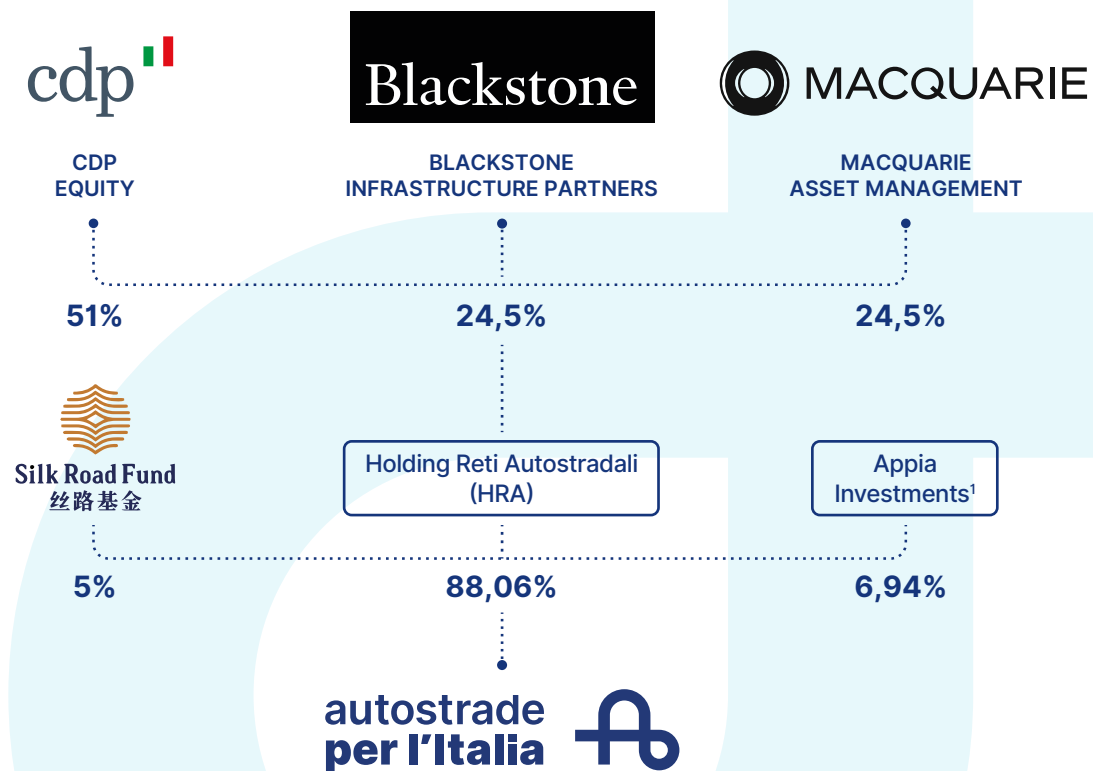 cdp
Blackstone
MACQUARIE
CDP
EQUITY
BLACKSTONE
INFRASTRUCTURE PARTNERS
MACQUARIE
ASSET MANAGEMENT
51%
24,5%
24,5%
Silk Road Fund
丝路基金
Holding Reti Autostradali
(HRA)
Appia
Investments¹
5%
88,06%
6,94%
autostrade
per l'Italia